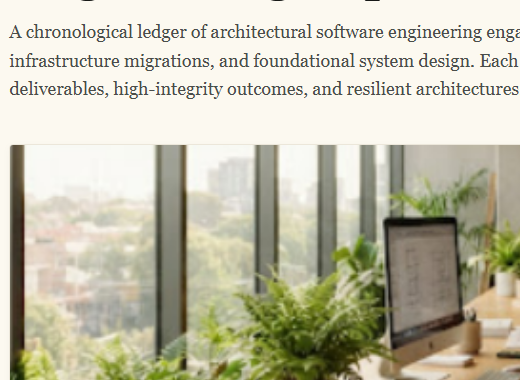 A chronological ledger of architectural software engineering
infrastructure migrations, and foundational system design. Each
deliverables, high-integrity outcomes, and resilient architectures